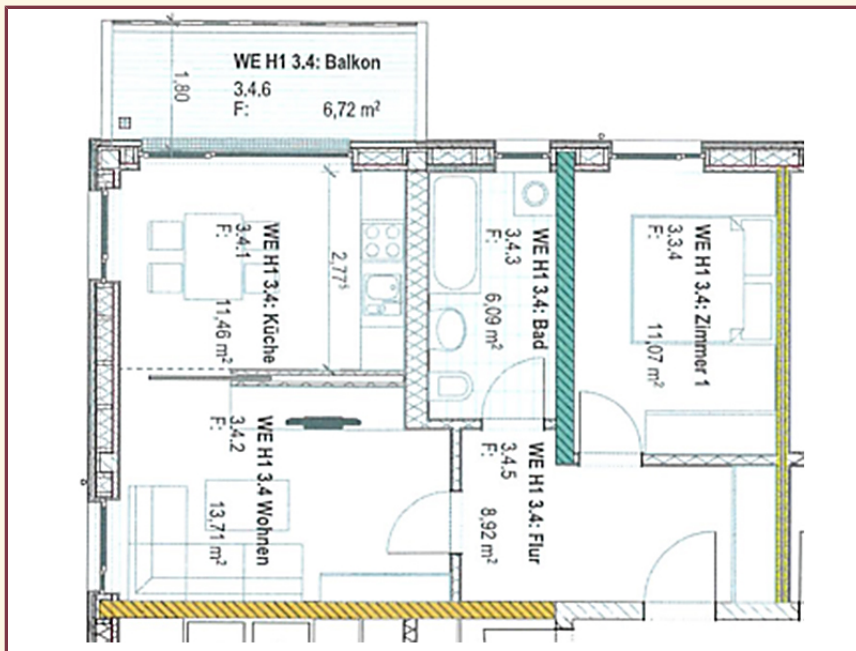 WE H1 3.4: Balkon
3.4.6
F: 6,72 m²
1,80
WE H1 3.4: Küche
3.4.1
F: 11,46 m²
2,77⁵
WE H1 3.4: Bad
3.4.3
F: 6,09 m²
WE H1 3.4: Zimmer 1
3.3.4
F: 11,07 m²
WE H1 3.4 Wohnen
3.4.2
F: 13,71 m²
WE H1 3.4: Flur
3.4.5
F: 8,92 m²